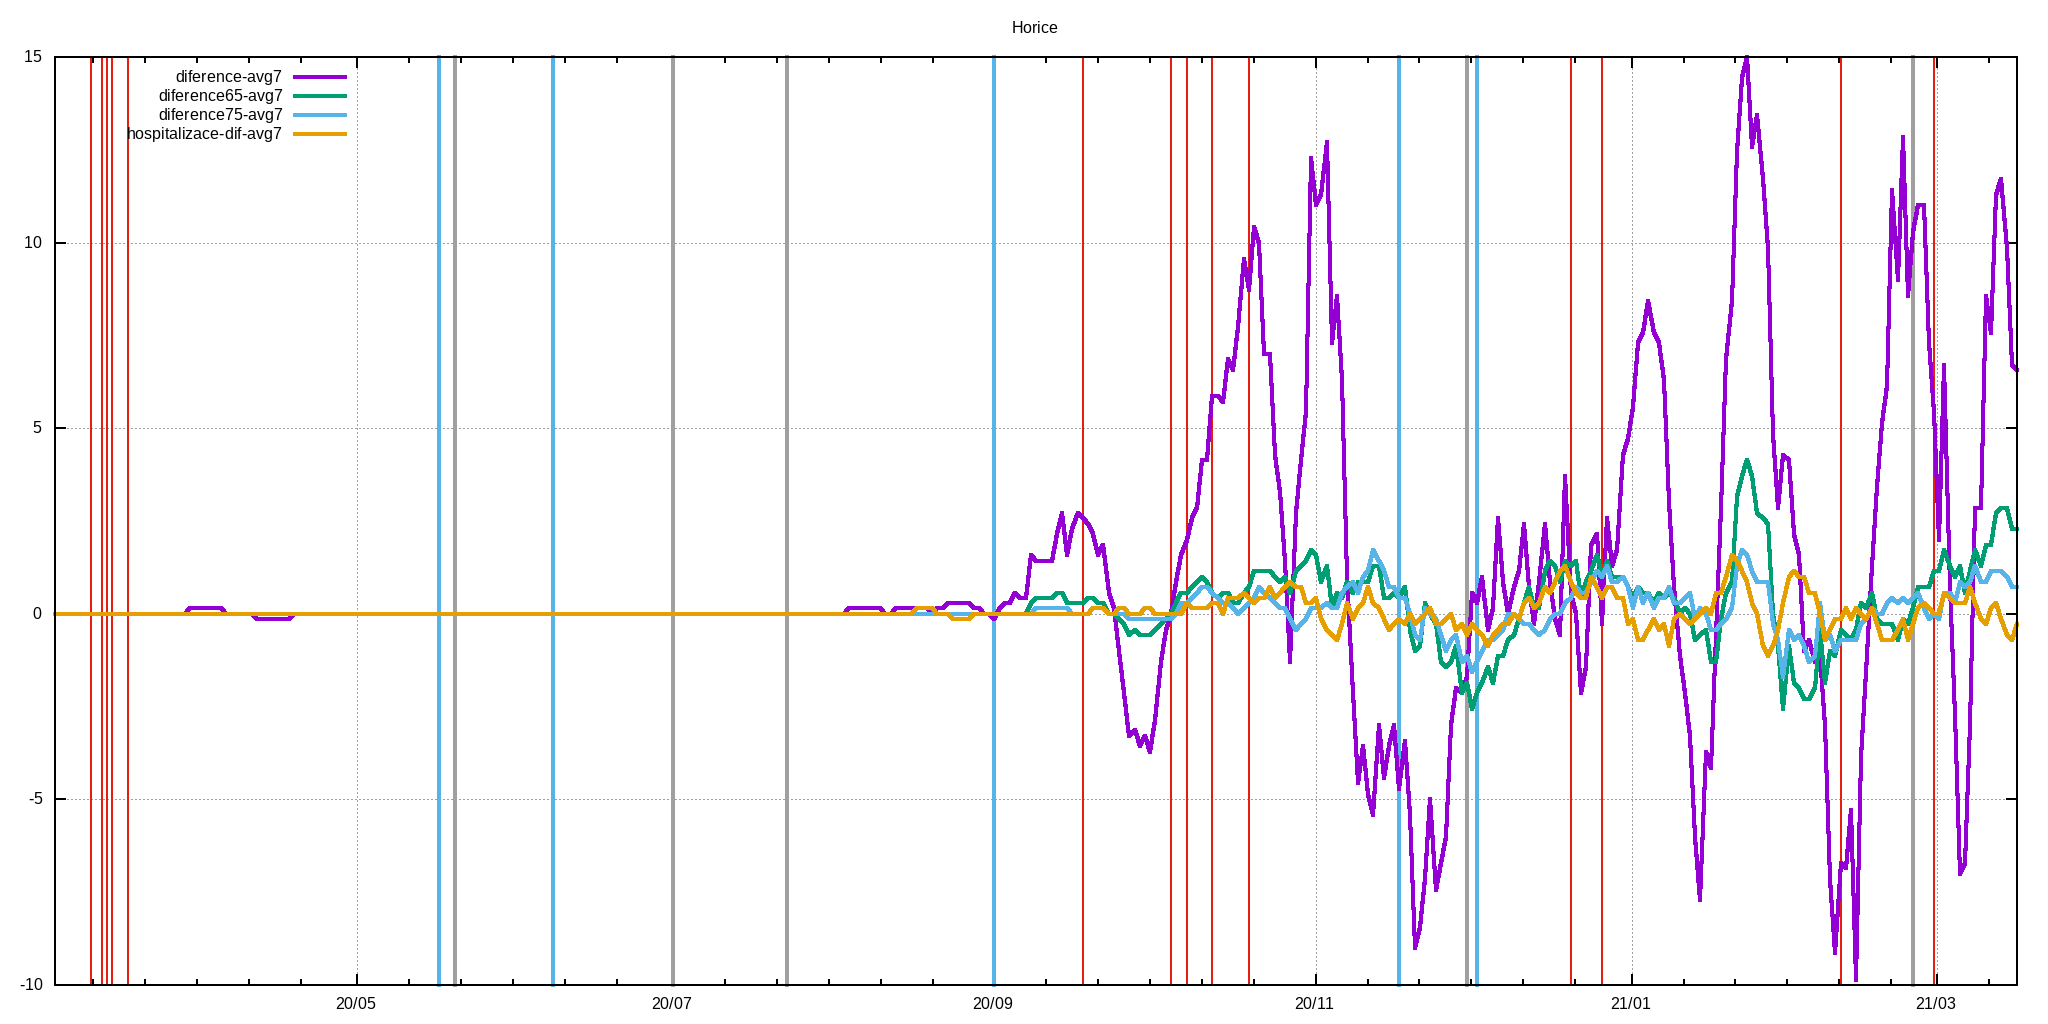 Horice
15
diference-avg7
diference65-avg7
diference75-avg7
hospitalizace-dif-avg7
10
5
0
-5
-10
20/05
20/07
20/09
20/11
21/01
21/03